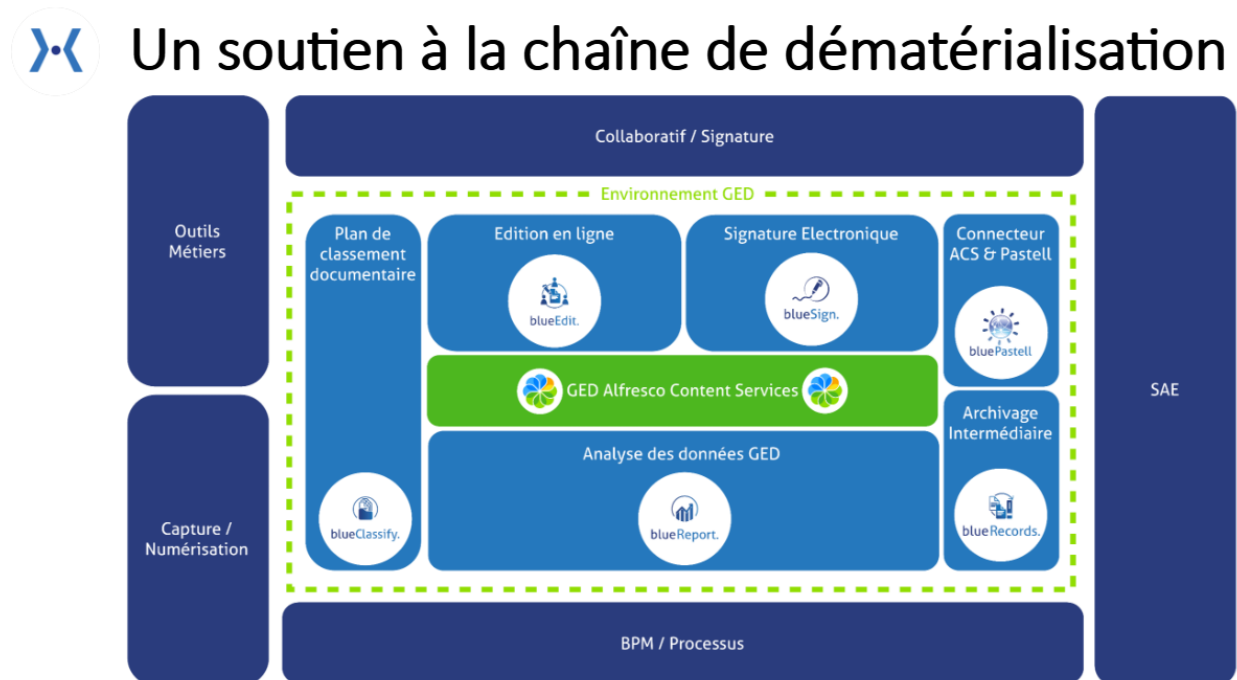 Un soutien à la chaîne de dématérialisation
Outils
Métiers
Capture /
Numérisation
Collaboratif / Signature
Environnement GED
Plan de
classement
documentaire
blueClassify.
Edition en ligne
blueEdit.
Signature Electronique
blueSign.
GED Alfresco Content Services
Analyse des données GED
blueReport.
Connecteur
ACS & Pastell
bluePastell
Archivage
Intermédiaire
blueRecords.
BPM / Processus
SAE